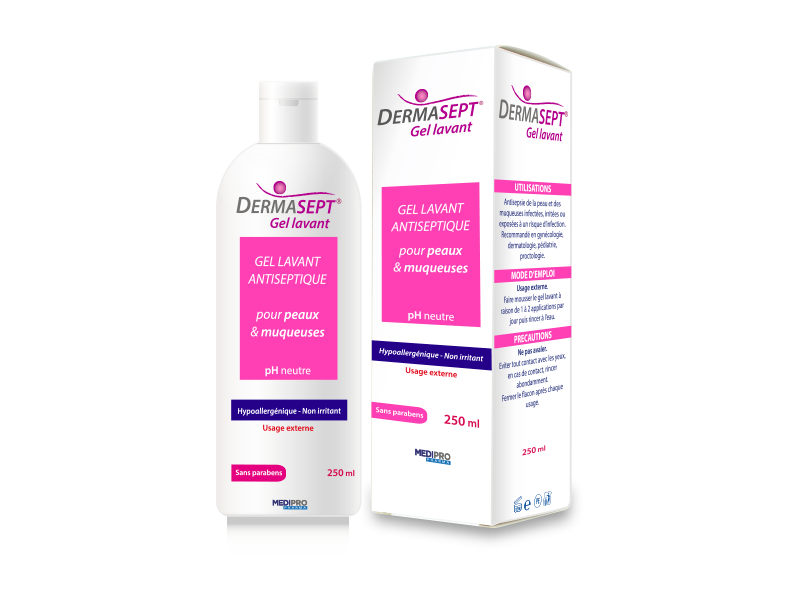 DERMASEPT®
Gel lavant
GEL LAVANT
ANTISEPTIQUE
pour peaux
& muqueuses
pH neutre
Hypoallergénique - Non irritant
Usage externe
Sans parabens
250 ml
MEDIPRO
PHARMA
DERMASEPT®
Gel lavant
GEL LAVANT
ANTISEPTIQUE
pour peaux
& muqueuses
pH neutre
Hypoallergénique - Non irritant
Usage externe
Sans parabens
250 ml
MEDIPRO
PHARMA
DERMASEPT®
Gel lavant
UTILISATIONS
Antisepsie de la peau et des
muqueuses infectées, irritées ou
exposées à un risque d'infection.
Recommandé en gynécologie,
dermatologie, pédiatrie,
proctologie.
MODE D'EMPLOI
Usage externe.
Faire mousser le gel lavant à
raison de 1 à 2 applications par
jour puis rincer à l'eau.
PRECAUTIONS
Ne pas avaler.
Eviter tout contact avec les yeux,
en cas de contact, rincer
abondamment.
Fermer le flacon après chaque
usage.
250 ml